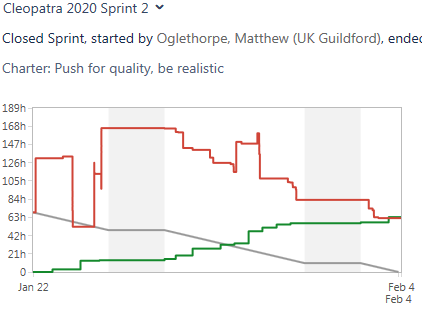 Cleopatra 2020 Sprint 2
Closed Sprint, started by Oglethorpe, Matthew (UK Guildford), ended
Charter: Push for quality, be realistic
189h
168h
147h
126h
105h
84h
63h
42h
21h
0
Jan 22
Feb 4
Feb 4